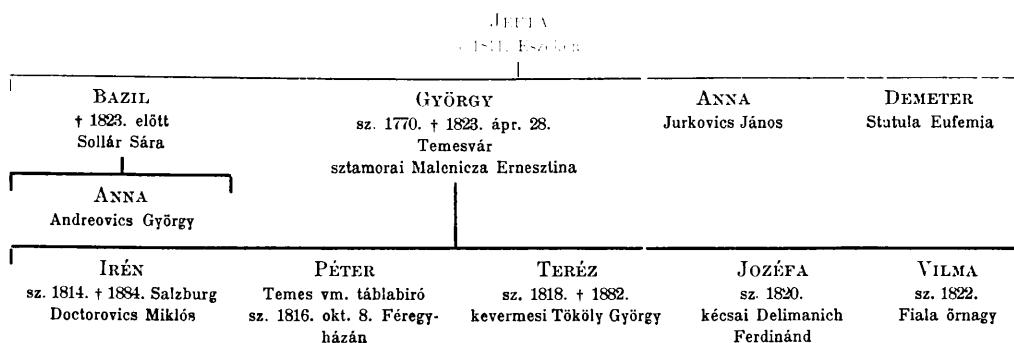 JEFTA
Eszéken
BAZIL
† 1823. előtt
Sollár Sára
GYÖRGY
sz. 1770. † 1823. ápr. 28.
Temesvár
sztamorai Malenicza Ernesztina
ANNA
Jurkovics János
DEMETER
Statula Eufemia
ANNA
Andreovics György
IRÉN
sz. 1814. † 1884. Salzburg
Doctorovics Miklós
PÉTER
Temes vm. táblabiró
sz. 1816. okt. 8. Féregy-
házán
TERÉZ
sz. 1818. † 1882.
kevermesi Tököly György
JOZÉFA
sz. 1820.
kécsai Delimanich
Ferdinánd
VILMA
sz. 1822.
Fiala őrnagy